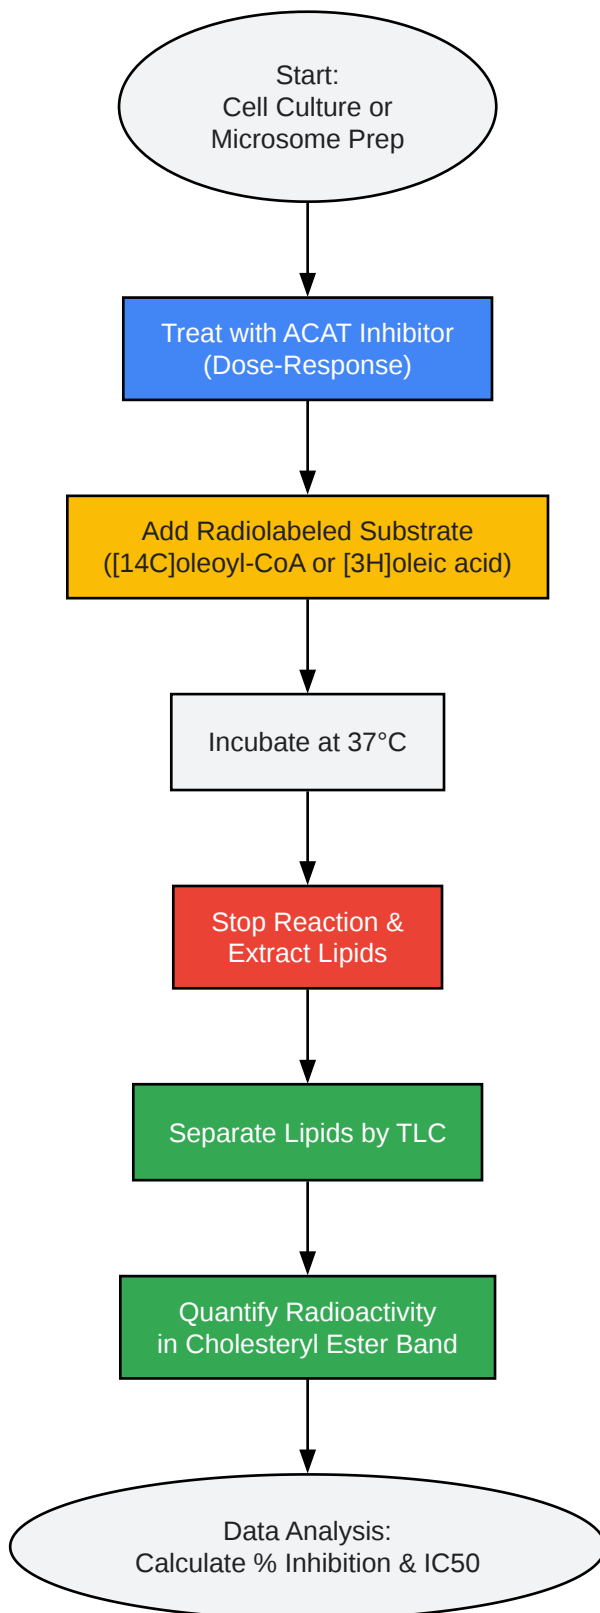 Start:
Cell Culture or
Microsome Prep
Treat with ACAT Inhibitor
(Dose-Response)
Add Radiolabeled Substrate
([14C]oleoyl-CoA or [3H]oleic acid)
Incubate at 37°C
Stop Reaction &
Extract Lipids
Separate Lipids by TLC
Quantify Radioactivity
in Cholesteryl Ester Band
Data Analysis:
Calculate % Inhibition & IC50